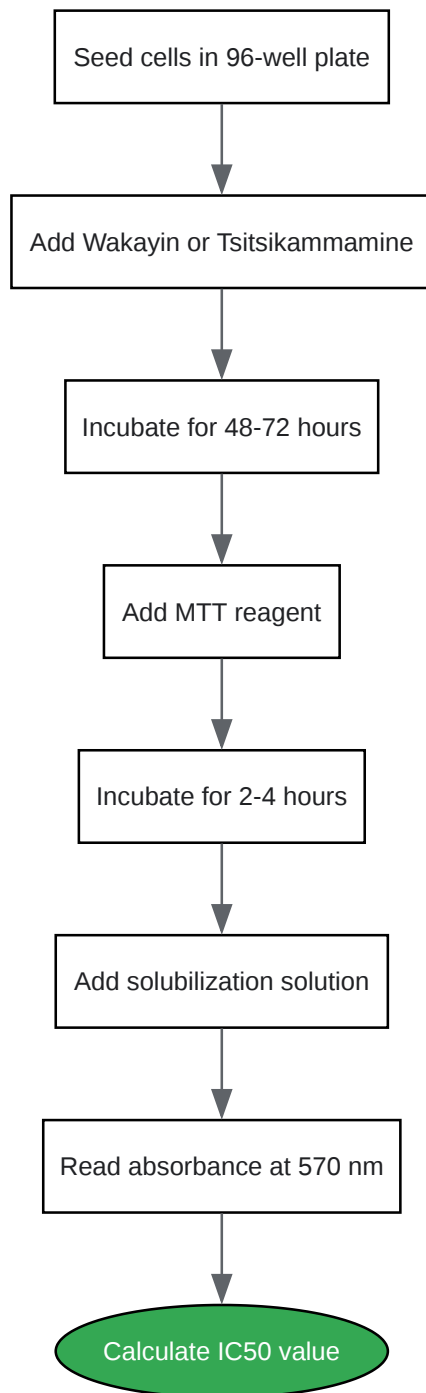 Seed cells in 96-well plate
Add Wakayin or Tsitsikammamine
Incubate for 48-72 hours
Add MTT reagent
Incubate for 2-4 hours
Add solubilization solution
Read absorbance at 570 nm
Calculate IC50 value